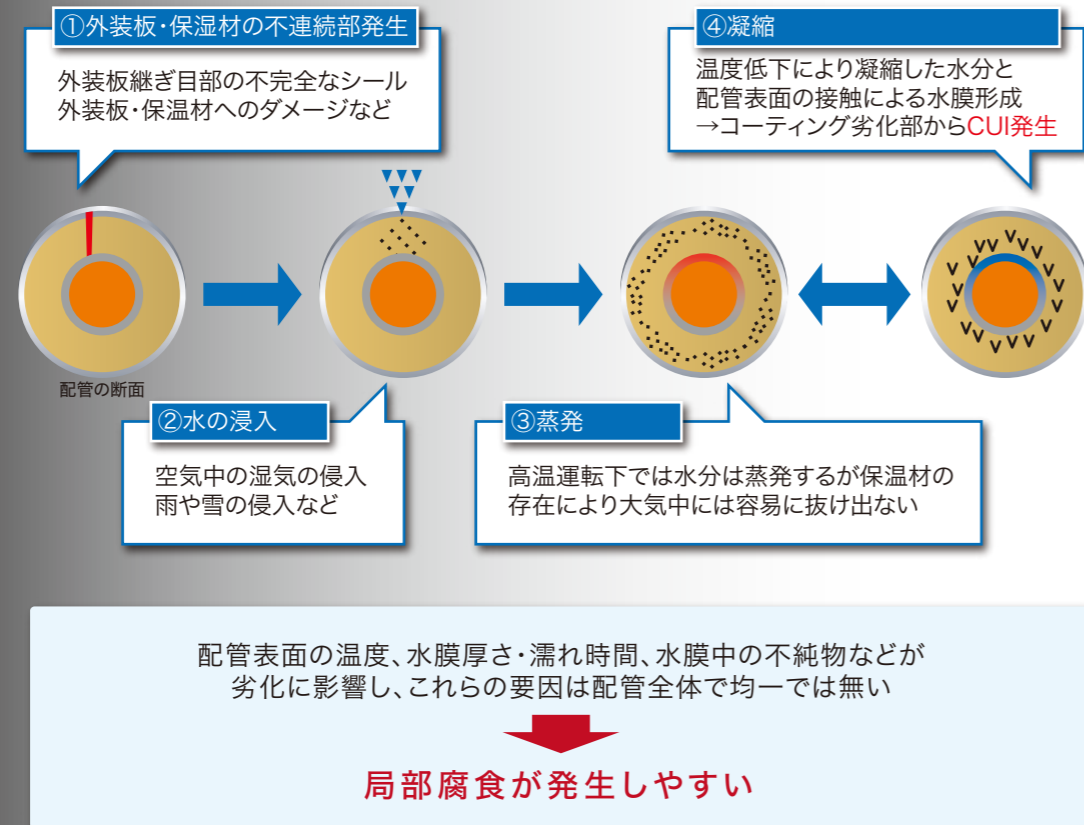 ①外装板・保湿材の不連続部発生
外装板継ぎ目部の不完全なシール
外装板・保温材へのダメージなど
④凝縮
温度低下により凝縮した水分と
配管表面の接触による水膜形成
→コーティング劣化部からCUI発生
配管の断面
②水の浸入
空気中の湿気の侵入
雨や雪の侵入など
③蒸発
高温運転下では水分は蒸発するが保温材の
存在により大気中には容易に抜け出ない
配管表面の温度、水膜厚さ・濡れ時間、水膜中の不純物などが
劣化に影響し、これらの要因は配管全体で均一では無い
局部腐食が発生しやすい